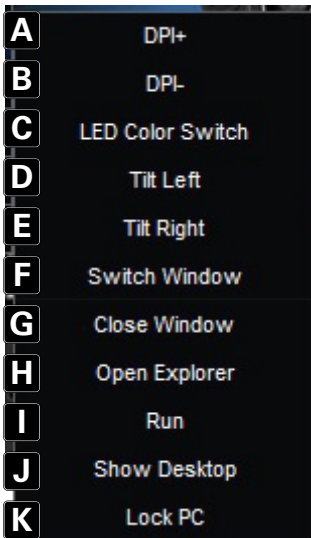 A DPI+
B DPI-
C LED Color Switch
D Tilt Left
E Tilt Right
F Switch Window
G Close Window
H Open Explorer
I Run
J Show Desktop
K Lock PC